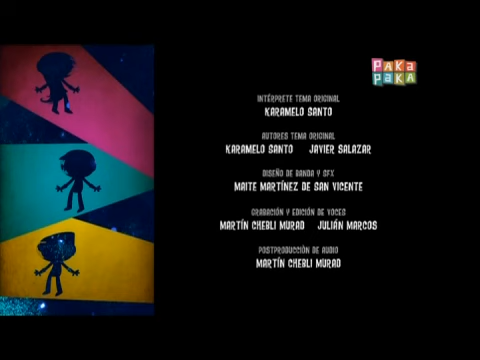 PAKA
PAKA
INTÉRPRETE TEMA ORIGINAL
KARAMELO SANTO
AUTORES TEMA ORIGINAL
KARAMELO SANTO JAVIER SALAZAR
DISEÑO DE BANDA Y SFX
MAITE MARTÍNEZ DE SAN VICENTE
GRABACIÓN Y EDICIÓN DE VOCES
MARTÍN CHEBLI MURAD JULIÁN MARCOS
POSTPRODUCCIÓN DE AUDIO
MARTÍN CHEBLI MURAD